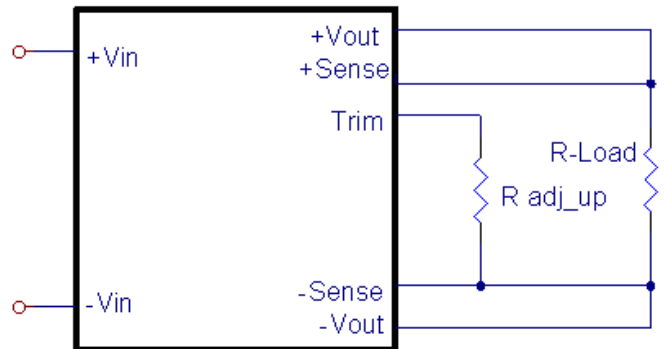 +Vout
+Vin
+Sense
Trim
R-Load
R adj_up
-Sense
-Vin
-Vout